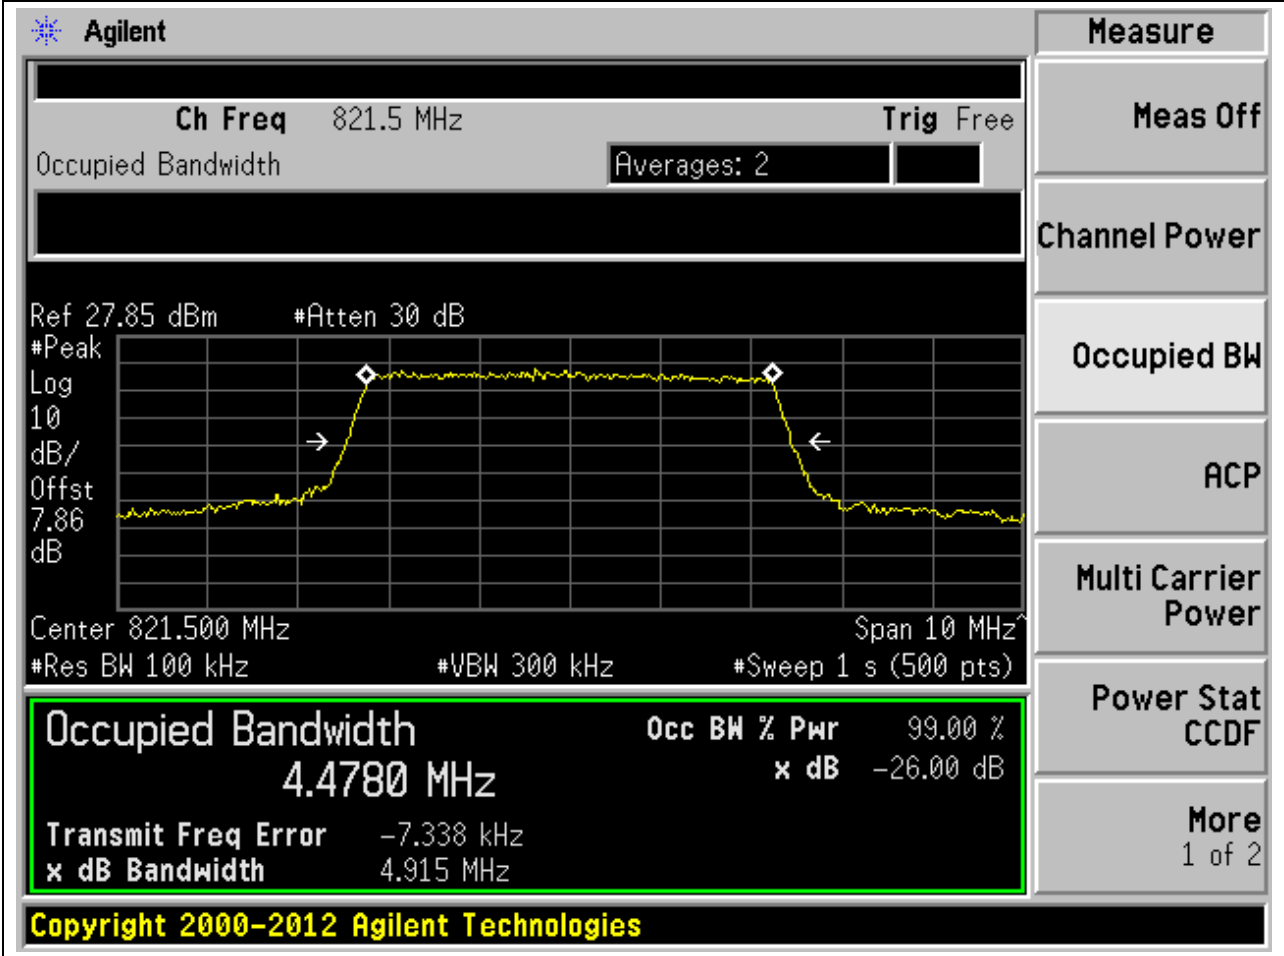 Agilent
Measure
Ch Freq 821.5 MHz Trig Free
Occupied Bandwidth Averages: 2
Meas Off
Channel Power
Occupied BW
ACP
Multi Carrier
Power
Power Stat
CCDF
More
1 of 2
Ref 27.85 dBm #Atten 30 dB
#Peak
Log
10
dB/
Offst
7.86
dB
Center 821.500 MHz Span 10 MHz^
#Res BW 100 kHz #VBW 300 kHz #Sweep 1 s (500 pts)
Occupied Bandwidth Occ BW % Pwr 99.00 %
4.4780 MHz x dB -26.00 dB
Transmit Freq Error -7.338 kHz
x dB Bandwidth 4.915 MHz
Copyright 2000-2012 Agilent Technologies